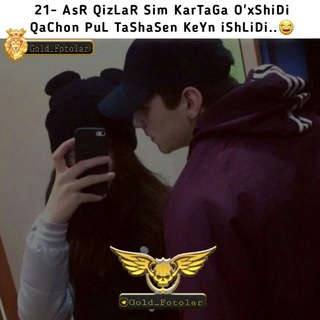 21- AsR QizLaR Sim KarTaGa O'xShiDi
QaChon PuL TaShaSen KeYn iShLiDi..😂
Gold_Fotolar
Gold_Fotolar